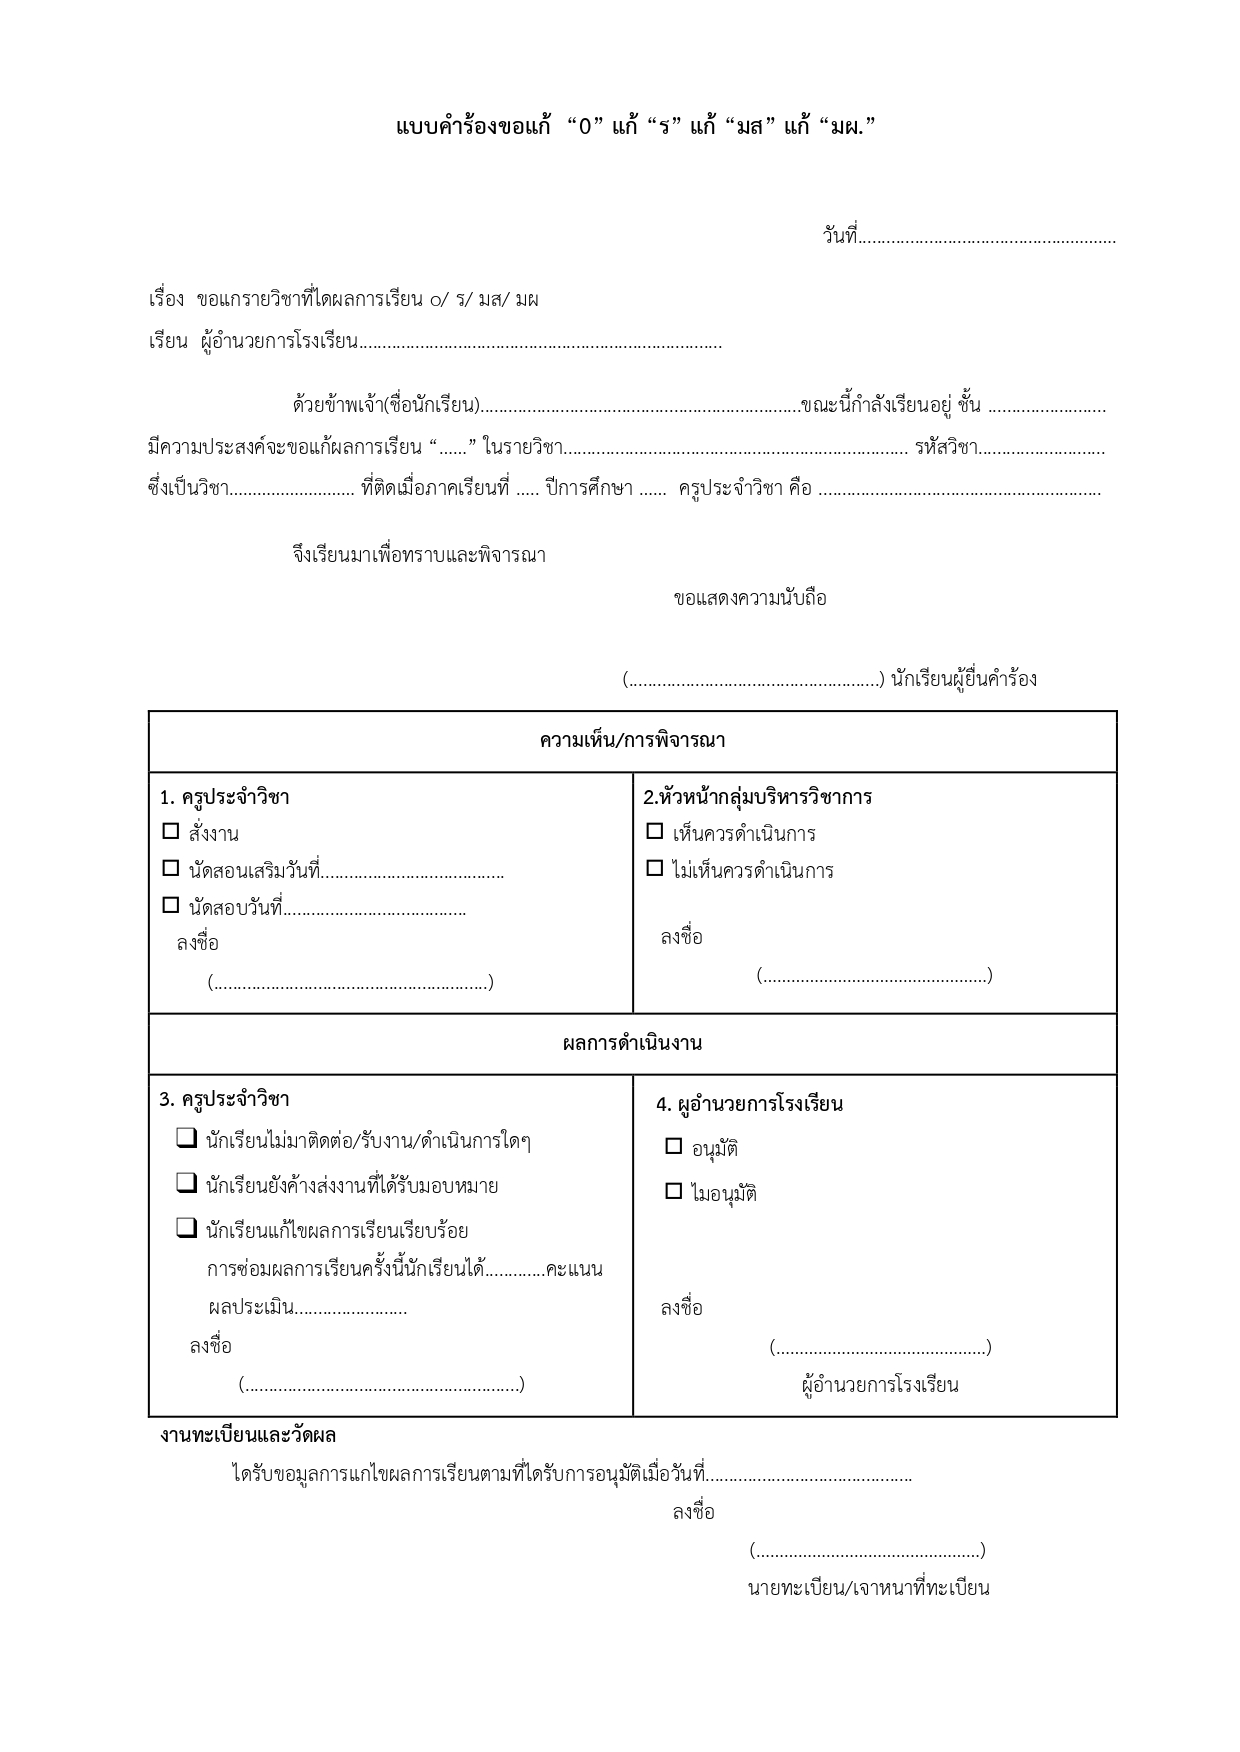 แบบคำร้องขอแก้  “0” แก้ “ร” แก้ “มส” แก้ “มผ.”
วันที่......................................................
เรื่อง  ขอแกรายวิชาที่ไดผลการเรียน ๐/ ร/ มส/ มผ
เรียน  ผู้อำนวยการโรงเรียน.............................................................................
ด้วยข้าพเจ้า(ชื่อนักเรียน)....................................................................ขณะนี้กำลังเรียนอยู่ ชั้น .........................
มีความประสงค์จะขอแก้ผลการเรียน “......” ในรายวิชา......................................................................... รหัสวิชา...........................
ซึ่งเป็นวิชา........................... ที่ติดเมื่อภาคเรียนที่ ..... ปีการศึกษา ......  ครูประจำวิชา คือ ............................................................
จึงเรียนมาเพื่อทราบและพิจารณา
ขอแสดงความนับถือ
(.....................................................) นักเรียนผู้ยื่นคำร้อง
ความเห็น/การพิจารณา
1. ครูประจำวิชา
☐ สั่งงาน
☐ นัดสอนเสริมวันที่.......................................
☐ นัดสอบวันที่.......................................
ลงชื่อ
(..........................................................)
2.หัวหน้ากลุ่มบริหารวิชาการ
☐ เห็นควรดำเนินการ
☐ ไม่เห็นควรดำเนินการ
ลงชื่อ
(................................................)
ผลการดำเนินงาน
3. ครูประจำวิชา
❑ นักเรียนไม่มาติดต่อ/รับงาน/ดำเนินการใดๆ
❑ นักเรียนยังค้างส่งงานที่ได้รับมอบหมาย
❑ นักเรียนแก้ไขผลการเรียนเรียบร้อย
การซ่อมผลการเรียนครั้งนี้นักเรียนได้.............คะแนน
ผลประเมิน........................
ลงชื่อ
(..........................................................)
4. ผูอำนวยการโรงเรียน
☐ อนุมัติ
☐ ไมอนุมัติ
ลงชื่อ
(.............................................)
ผู้อำนวยการโรงเรียน
งานทะเบียนและวัดผล
ไดรับขอมูลการแกไขผลการเรียนตามที่ไดรับการอนุมัติเมื่อวันที่............................................
ลงชื่อ
(................................................)
นายทะเบียน/เจาหนาที่ทะเบียน